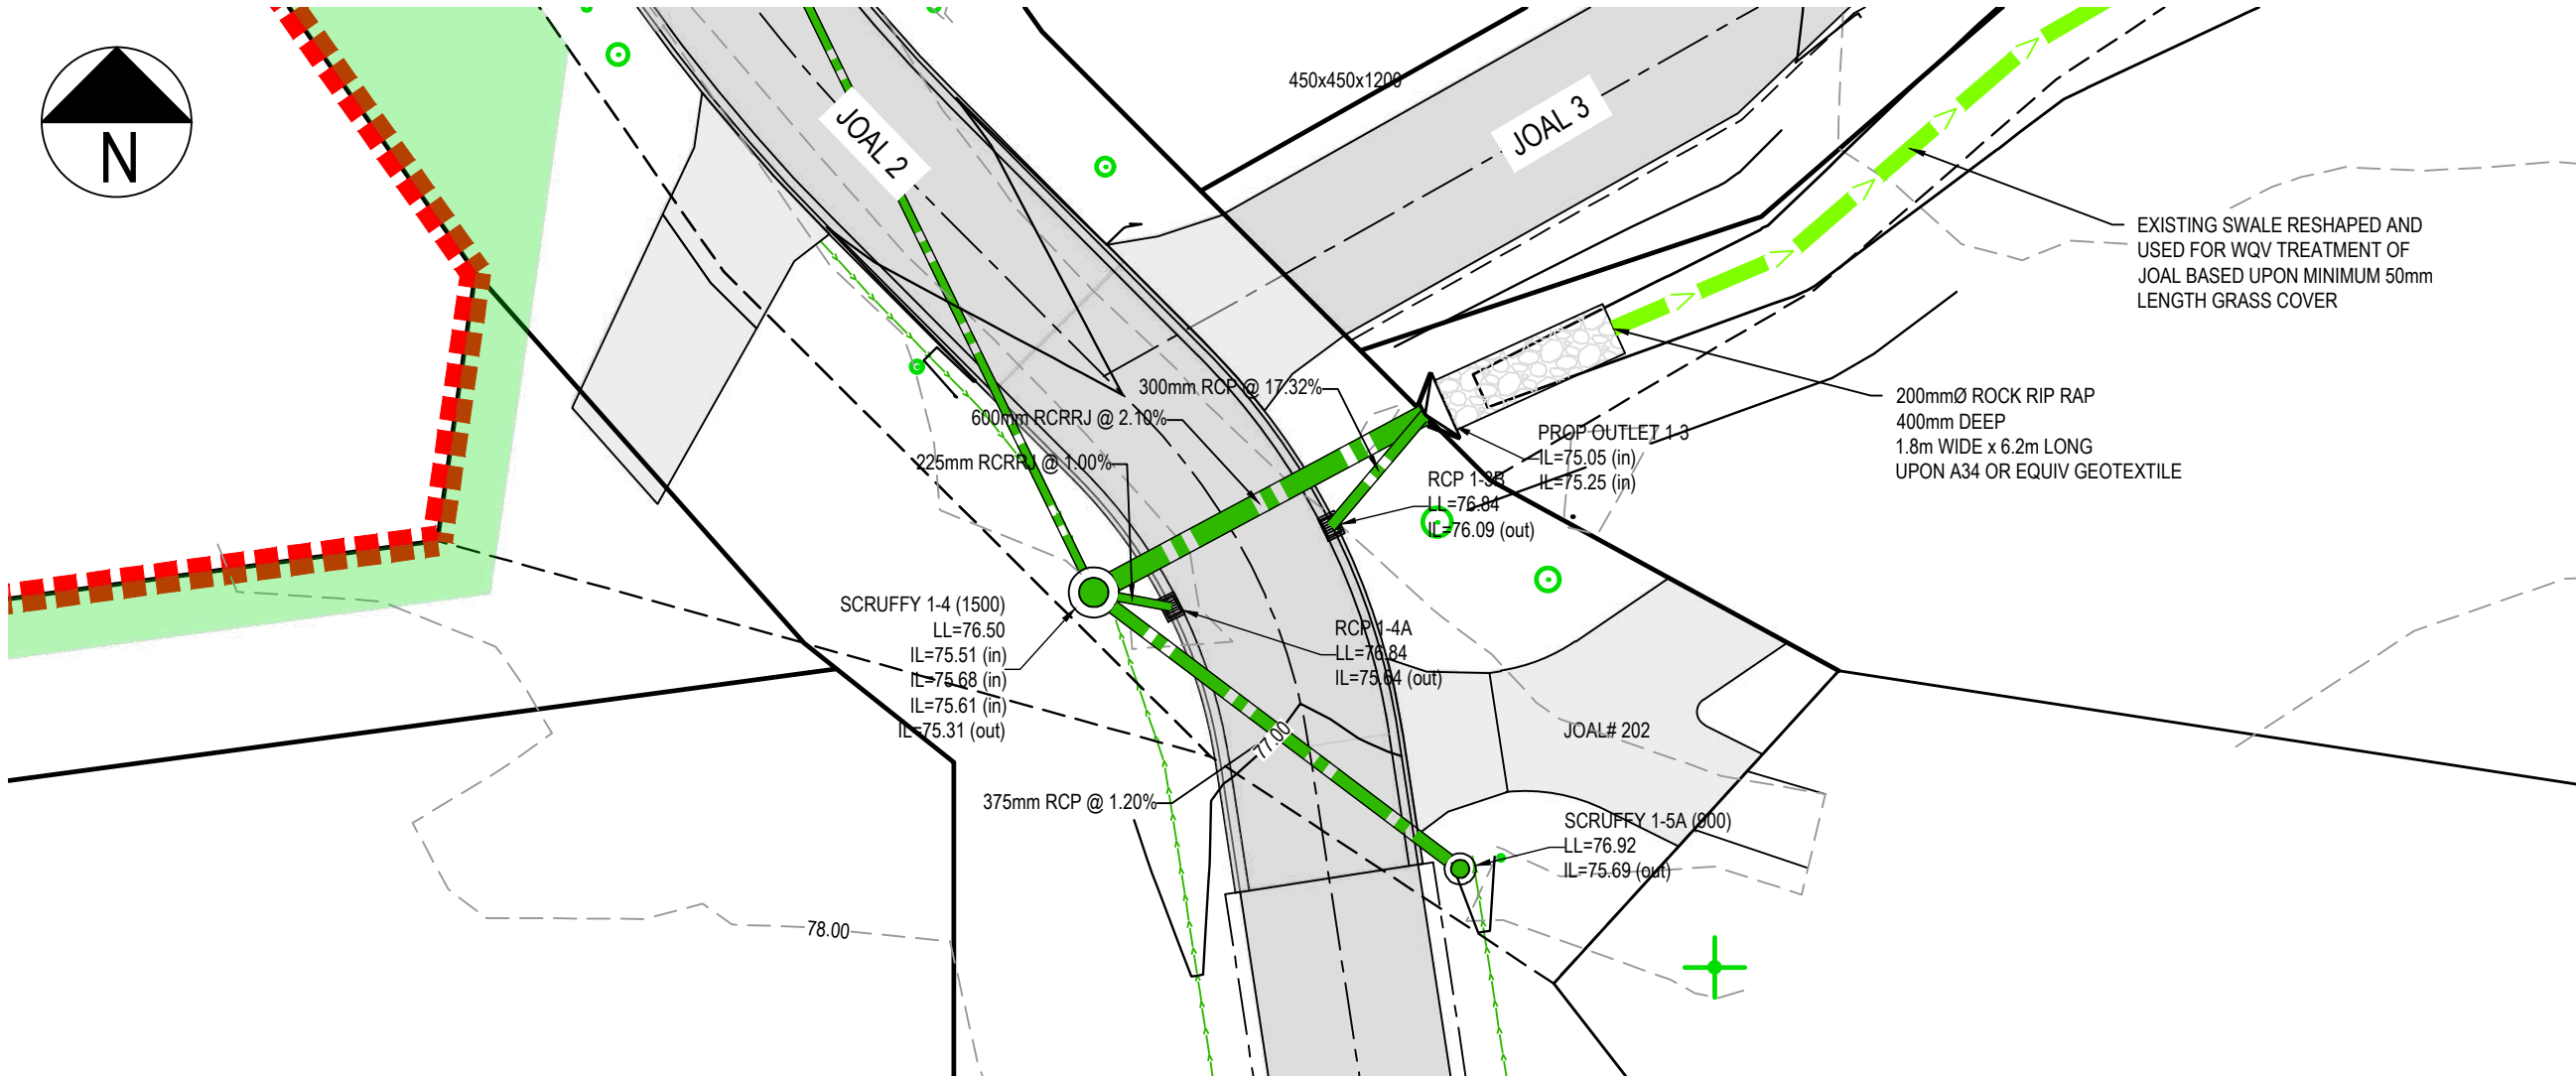 N
450x450x1200
JOAL 2
JOAL 3
EXISTING SWALE RESHAPED AND
USED FOR WQV TREATMENT OF
JOAL BASED UPON MINIMUM 50mm
LENGTH GRASS COVER
C
300mm RCP @ 17.32%
600mm RCRRJ @ 2.10%
225mm RCRRJ @ 1.00%
200mmØ ROCK RIP RAP
400mm DEEP
1.8m WIDE x 6.2m LONG
UPON A34 OR EQUIV GEOTEXTILE
PROP OUTLET 1-3
IL=75.05 (in)
IL=75.25 (in)
RCP 1-3B
LL=76.84
IL=76.09 (out)
SCRUFFY 1-4 (1500)
LL=76.50
IL=75.51 (in)
IL=75.68 (in)
IL=75.61 (in)
IL=75.31 (out)
RCP 1-4A
LL=76.84
IL=75.64 (out)
JOAL# 202
77.00
375mm RCP @ 1.20%
SCRUFFY 1-5A (900)
LL=76.92
IL=75.69 (out)
78.00